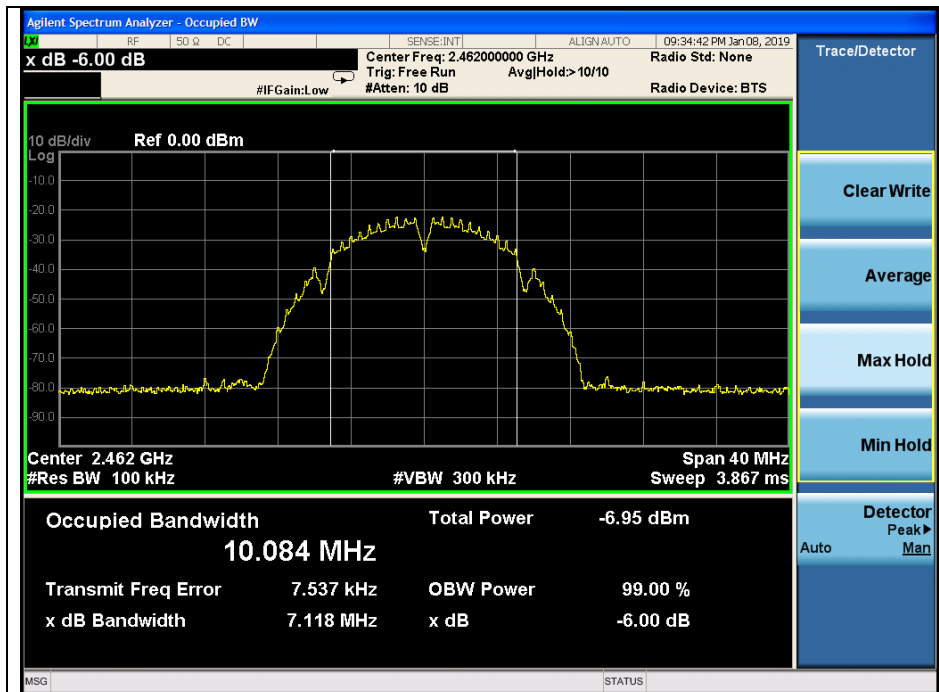 Agilent Spectrum Analyzer - Occupied BW
LXI RF 50 Ω DC SENSE:INT ALIGN AUTO 09:34:42 PM Jan 08, 2019
x dB -6.00 dB
Center Freq: 2.462000000 GHz Radio Std: None
Trig: Free Run Avg|Hold:>10/10
#IFGain:Low #Atten: 10 dB Radio Device: BTS
10 dB/div Ref 0.00 dBm
Log
-10.0
-20.0
-30.0
-40.0
-50.0
-60.0
-70.0
-80.0
-90.0
Center 2.462 GHz Span 40 MHz
#Res BW 100 kHz #VBW 300 kHz Sweep 3.867 ms
Occupied Bandwidth Total Power -6.95 dBm
10.084 MHz
Transmit Freq Error 7.537 kHz OBW Power 99.00 %
x dB Bandwidth 7.118 MHz x dB -6.00 dB
MSG STATUS
Trace/Detector
Clear Write
Average
Max Hold
Min Hold
Detector
Peak▶
Auto Man